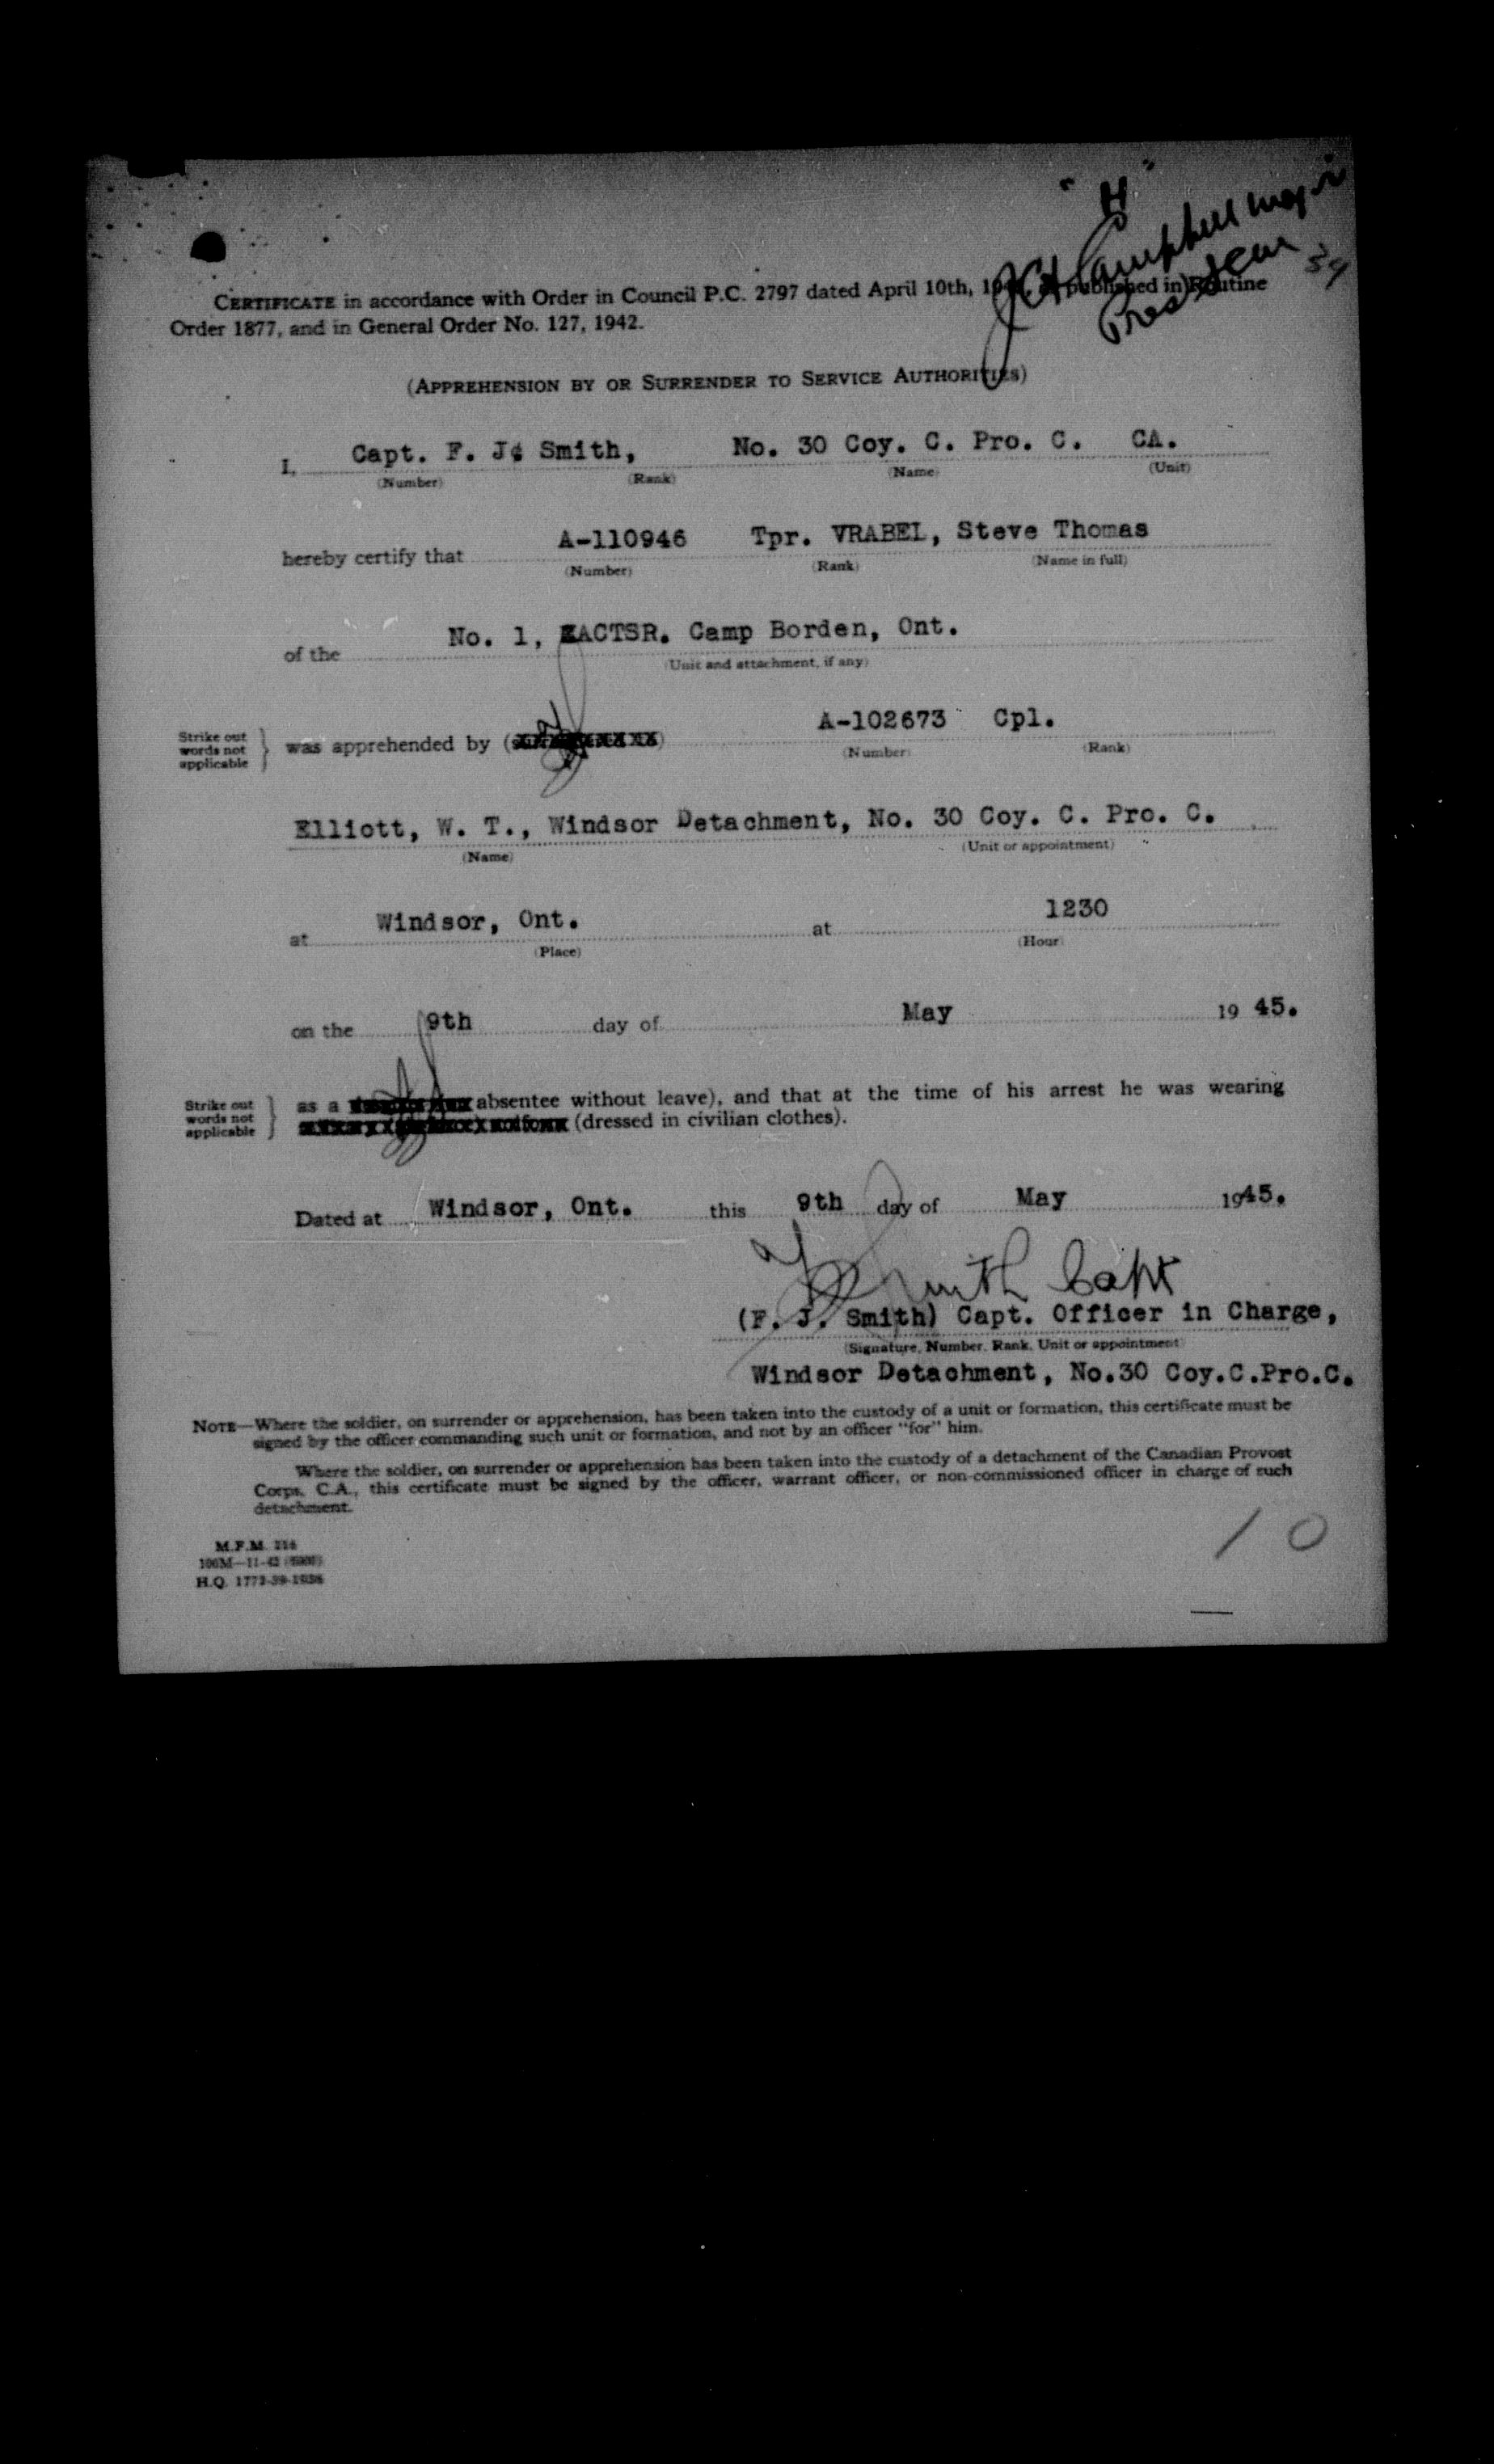 "H"
J C H Campbell Major
President
34
CERTIFICATE in accordance with Order in Council P.C. 2797 dated April 10th, published in Routine
Order 1877, and in General Order No. 127, 1942.
(APPREHENSION BY OR SURRENDER TO SERVICE AUTHORITIES)
I, Capt. F. J. Smith, No. 30 Coy. C. Pro. C. CA.
(Number) (Rank) (Name) (Unit)
hereby certify that A-110946 Tpr. VRABEL, Steve Thomas
(Number) (Rank) (Name in full)
of the No. 1, ACTSR. Camp Borden, Ont.
(Unit and attachment, if any)
Strike out words not applicable } was apprehended by ( ) A-102673 Cpl.
(Number) (Rank)
Elliott, W. T., Windsor Detachment, No. 30 Coy. C. Pro. C.
(Name) (Unit or appointment)
at Windsor, Ont. at 1230
(Place) (Hour)
on the 9th day of May 19 45.
Strike out words not applicable } as a absentee without leave), and that at the time of his arrest he was wearing
(dressed in civilian clothes).
Dated at Windsor, Ont. this 9th day of May 1945.
F J Smith Capt
(F. J. Smith) Capt. Officer in Charge,
(Signature, Number, Rank, Unit or appointment)
Windsor Detachment, No.30 Coy.C.Pro.C.
NOTE—Where the soldier, on surrender or apprehension, has been taken into the custody of a unit or formation, this certificate must be
signed by the officer commanding such unit or formation, and not by an officer "for" him.
Where the soldier, on surrender or apprehension has been taken into the custody of a detachment of the Canadian Provost
Corps, C.A., this certificate must be signed by the officer, warrant officer, or non-commissioned officer in charge of such
detachment.
M.F.M. 216
100M—11-42
H.Q. 1772-39-
10